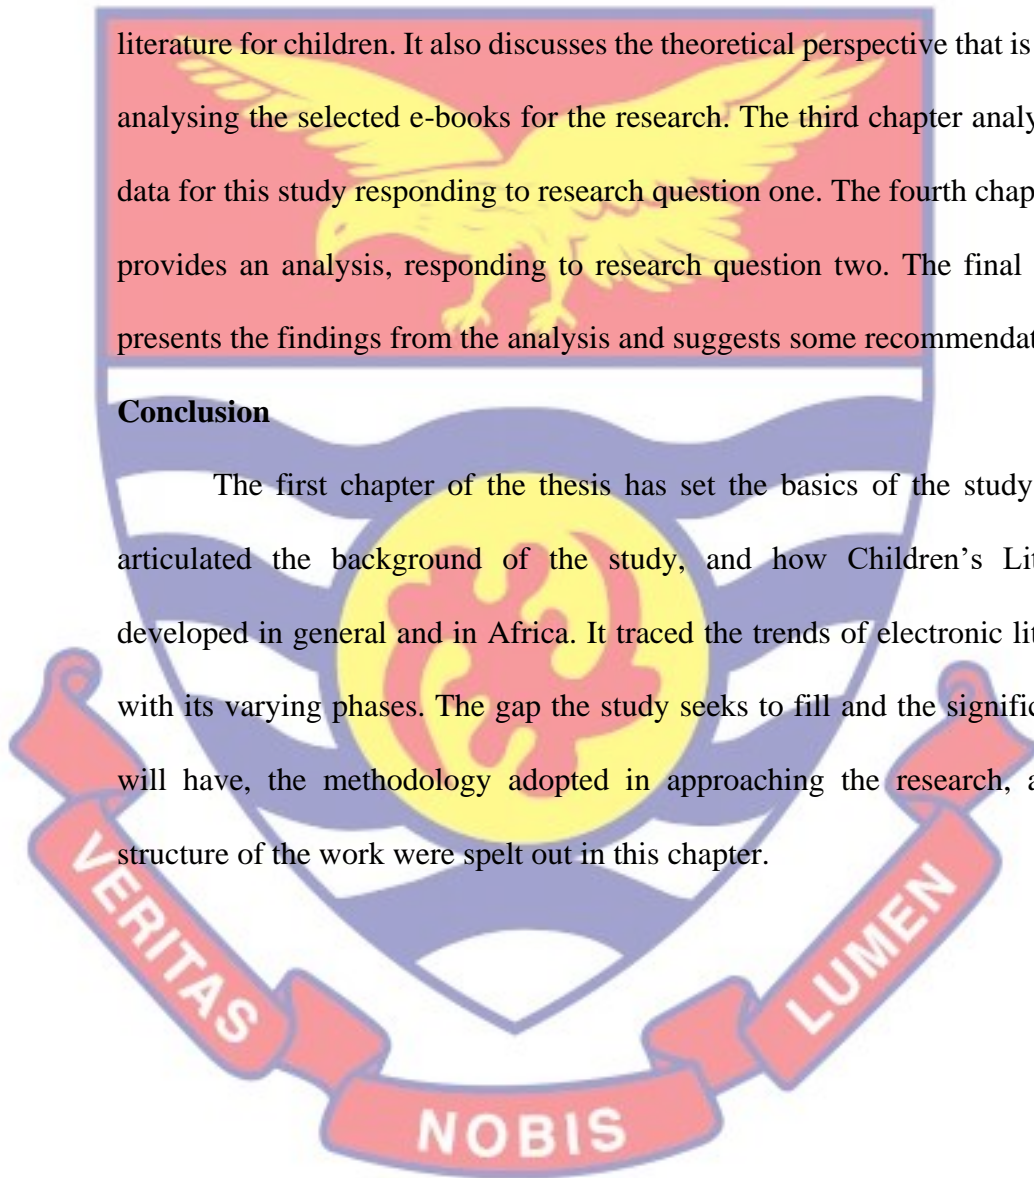 literature for children. It also discusses the theoretical perspective that is
analysing the selected e-books for the research. The third chapter analy
data for this study responding to research question one. The fourth chap
provides an analysis, responding to research question two. The final
presents the findings from the analysis and suggests some recommendat
Conclusion
The first chapter of the thesis has set the basics of the study
articulated the background of the study, and how Children’s Lit
developed in general and in Africa. It traced the trends of electronic lit
with its varying phases. The gap the study seeks to fill and the signific
will have, the methodology adopted in approaching the research, a
structure of the work were spelt out in this chapter.
VERITAS
NOBIS
LUMEN